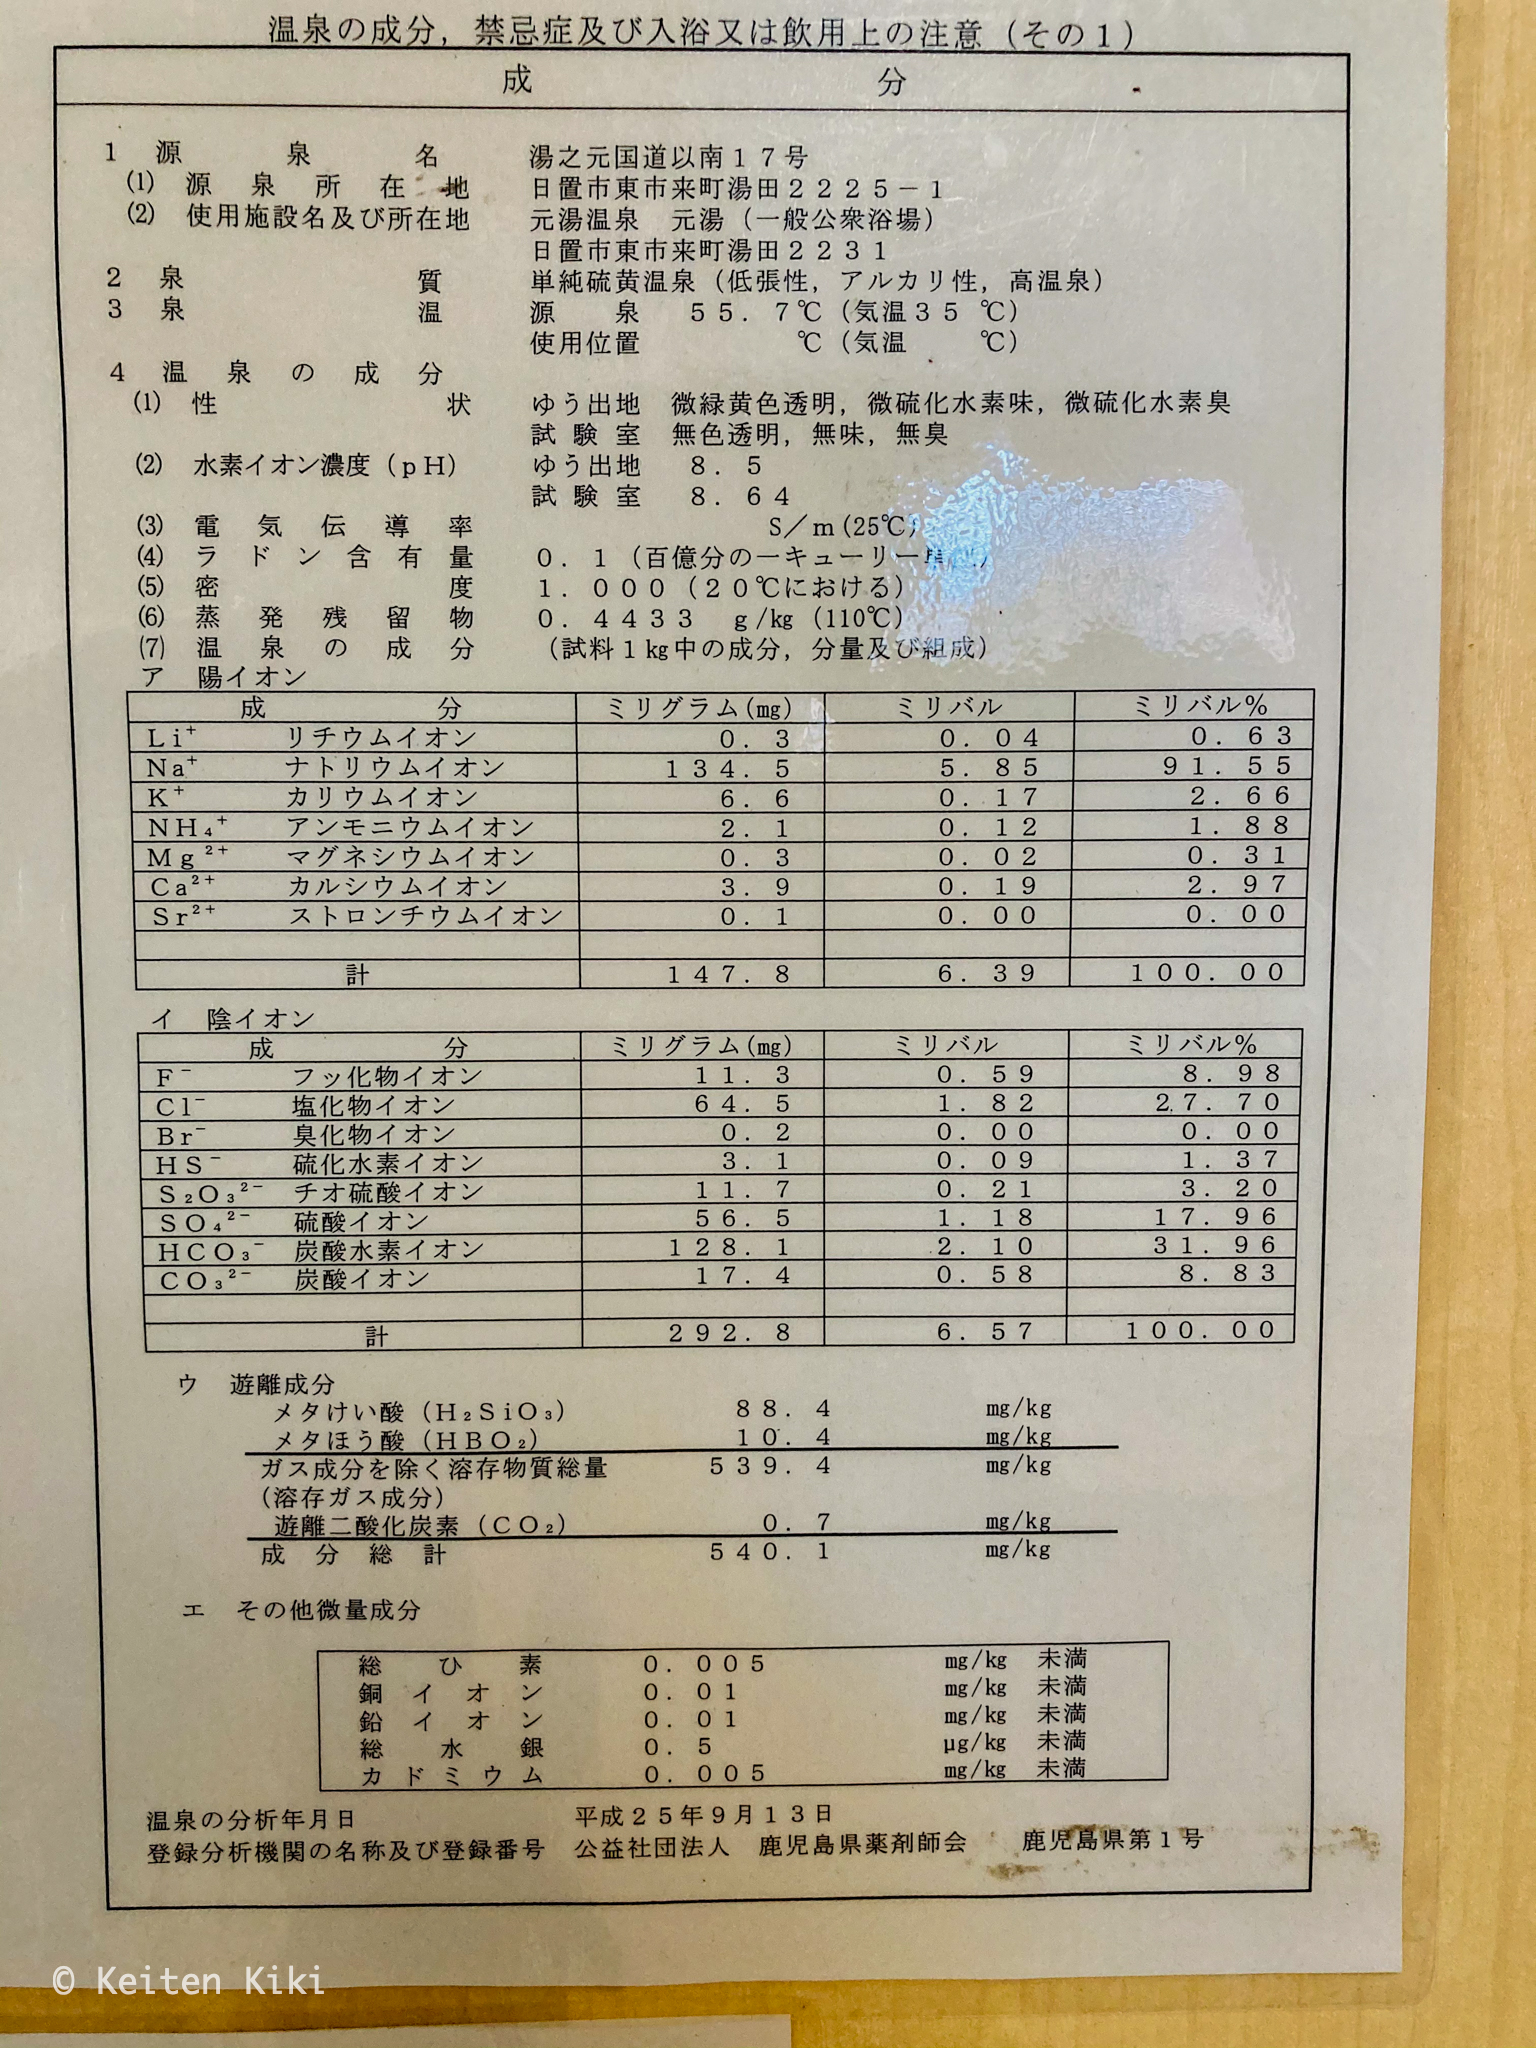 温泉の成分，禁忌症及び入浴又は飲用上の注意（その１）
成 分
１ 源泉名 湯之元国道以南１７号
⑴ 源泉所在地 日置市東市来町湯田２２２５－１
⑵ 使用施設名及び所在地 元湯温泉 元湯（一般公衆浴場）
日置市東市来町湯田２２３１
２ 泉質 単純硫黄温泉（低張性，アルカリ性，高温泉）
３ 泉温 源泉 ５５．７℃（気温３５ ℃）
使用位置 ℃（気温 ℃）
４ 温泉の成分
⑴ 性状 ゆう出地 微緑黄色透明，微硫化水素味，微硫化水素臭
試験室 無色透明，無味，無臭
⑵ 水素イオン濃度（ｐＨ） ゆう出地 ８．５
試験室 ８．６４
⑶ 電気伝導率 Ｓ／ｍ(25℃)
⑷ ラドン含有量 ０．１（百億分の一キューリー
⑸ 密度 １．０００（２０℃における）
⑹ 蒸発残留物 ０．４４３３ ｇ/kg（110℃）
⑺ 温泉の成分 （試料１kg中の成分，分量及び組成）
ア 陽イオン
成分 ミリグラム(mg) ミリバル ミリバル％
Ｌｉ⁺ リチウムイオン ０．３ ０．０４ ０．６３
Ｎａ⁺ ナトリウムイオン １３４．５ ５．８５ ９１．５５
Ｋ⁺ カリウムイオン ６．６ ０．１７ ２．６６
ＮＨ₄⁺ アンモニウムイオン ２．１ ０．１２ １．８８
Ｍｇ²⁺ マグネシウムイオン ０．３ ０．０２ ０．３１
Ｃａ²⁺ カルシウムイオン ３．９ ０．１９ ２．９７
Ｓｒ²⁺ ストロンチウムイオン ０．１ ０．００ ０．００
計 １４７．８ ６．３９ １００．００
イ 陰イオン
成分 ミリグラム(mg) ミリバル ミリバル％
Ｆ⁻ フッ化物イオン １１．３ ０．５９ ８．９８
Ｃｌ⁻ 塩化物イオン ６４．５ １．８２ ２７．７０
Ｂｒ⁻ 臭化物イオン ０．２ ０．００ ０．００
ＨＳ⁻ 硫化水素イオン ３．１ ０．０９ １．３７
Ｓ₂Ｏ₃²⁻ チオ硫酸イオン １１．７ ０．２１ ３．２０
ＳＯ₄²⁻ 硫酸イオン ５６．５ １．１８ １７．９６
ＨＣＯ₃⁻ 炭酸水素イオン １２８．１ ２．１０ ３１．９６
ＣＯ₃²⁻ 炭酸イオン １７．４ ０．５８ ８．８３
計 ２９２．８ ６．５７ １００．００
ウ 遊離成分
メタけい酸（Ｈ₂ＳｉＯ₃） ８８．４ mg/kg
メタほう酸（ＨＢＯ₂） １０．４ mg/kg
ガス成分を除く溶存物質総量 ５３９．４ mg/kg
（溶存ガス成分）
遊離二酸化炭素（ＣＯ₂） ０．７ mg/kg
成分総計 ５４０．１ mg/kg
エ その他微量成分
総ひ素 ０．００５ mg/kg 未満
銅イオン ０．０１ mg/kg 未満
鉛イオン ０．０１ mg/kg 未満
総水銀 ０．５ μg/kg 未満
カドミウム ０．００５ mg/kg 未満
温泉の分析年月日 平成２５年９月１３日
登録分析機関の名称及び登録番号 公益社団法人 鹿児島県薬剤師会 鹿児島県第１号
© Keiten Kiki